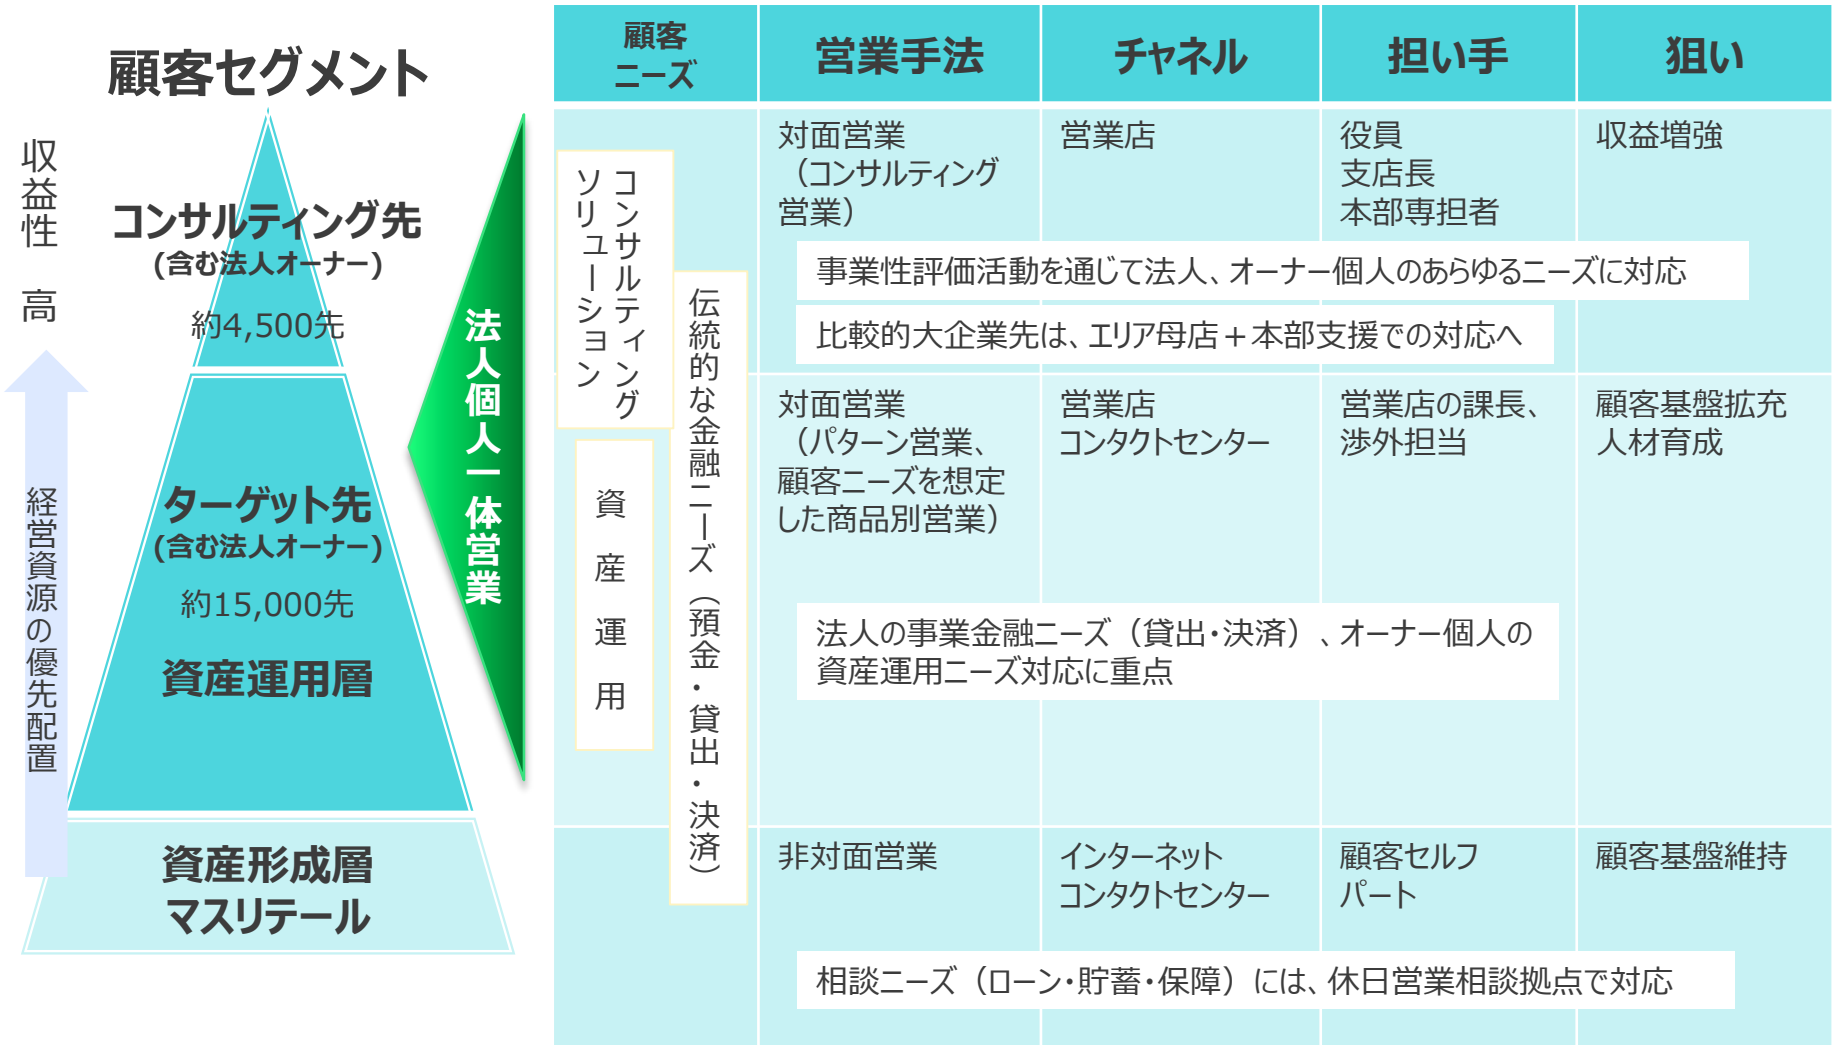 顧客セグメント
収益性 高
経営資源の優先配置
コンサルティング先
(含む法人オーナー)
約4,500先
ターゲット先
(含む法人オーナー)
約15,000先
資産運用層
資産形成層
マスリテール
法人個人一体営業
顧客
ニーズ
営業手法
チャネル
担い手
狙い
コンサルティング
ソリューション
資産運用
伝統的な金融ニーズ（預金・貸出・決済）
対面営業
（コンサルティング
営業）
営業店
役員
支店長
本部専担者
収益増強
事業性評価活動を通じて法人、オーナー個人のあらゆるニーズに対応
比較的大企業先は、エリア母店＋本部支援での対応へ
対面営業
（パターン営業、
顧客ニーズを想定
した商品別営業）
営業店
コンタクトセンター
営業店の課長、
渉外担当
顧客基盤拡充
人材育成
法人の事業金融ニーズ（貸出・決済）、オーナー個人の
資産運用ニーズ対応に重点
非対面営業
インターネット
コンタクトセンター
顧客セルフ
パート
顧客基盤維持
相談ニーズ（ローン・貯蓄・保障）には、休日営業相談拠点で対応